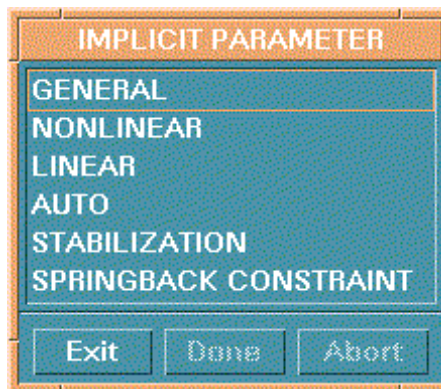 IMPLICIT PARAMETER
GENERAL
NONLINEAR
LINEAR
AUTO
STABILIZATION
SPRINGBACK CONSTRAINT
Exit Done Abort